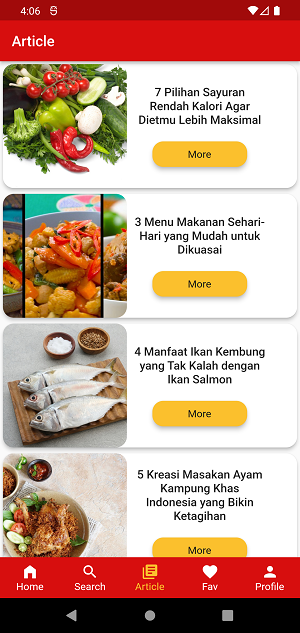 4:06
Article
7 Pilihan Sayuran
Rendah Kalori Agar
Dietmu Lebih Maksimal
More
3 Menu Makanan Sehari-
Hari yang Mudah untuk
Dikuasai
More
4 Manfaat Ikan Kembung
yang Tak Kalah dengan
Ikan Salmon
More
5 Kreasi Masakan Ayam
Kampung Khas
Indonesia yang Bikin
Ketagihan
More
Home
Search
Article
Fav
Profile